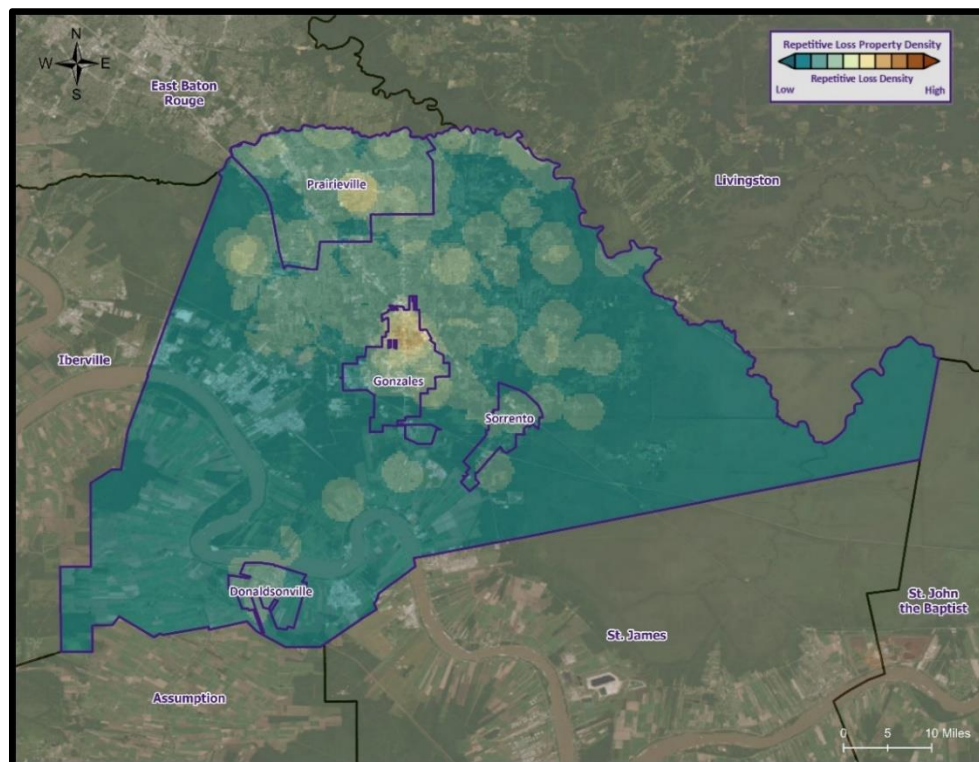 N
W E
S
Repetitive Loss Property Density
Repetitive Loss Density
Low High
East Baton
Rouge
Livingston
Prairieville
Iberville
Gonzales
Sorrento
Donaldsonville
St. John
the Baptist
St. James
Assumption
0 5 10 Miles